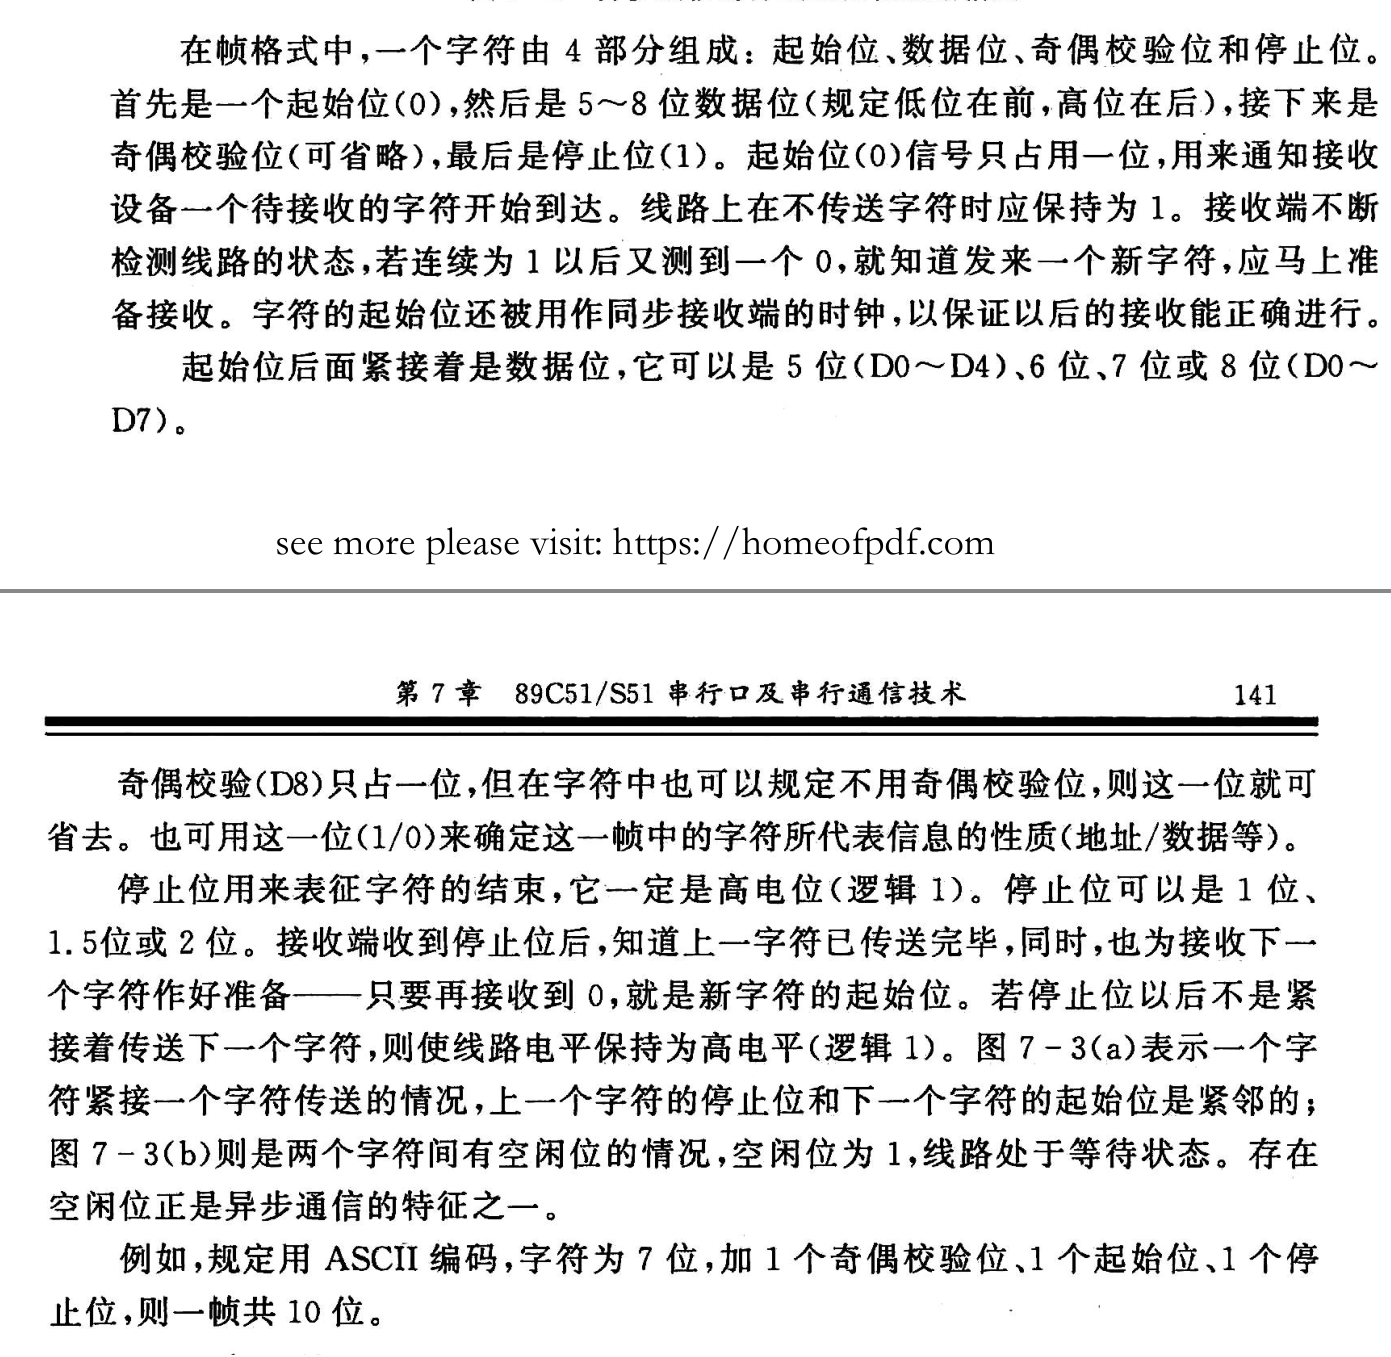 在帧格式中,一个字符由 4 部分组成：起始位、数据位、奇偶校验位和停止位。
首先是一个起始位(0),然后是 5～8 位数据位(规定低位在前,高位在后),接下来是
奇偶校验位(可省略),最后是停止位(1)。起始位(0)信号只占用一位,用来通知接收
设备一个待接收的字符开始到达。线路上在不传送字符时应保持为 1。接收端不断
检测线路的状态,若连续为 1 以后又测到一个 0,就知道发来一个新字符,应马上准
备接收。字符的起始位还被用作同步接收端的时钟,以保证以后的接收能正确进行。
起始位后面紧接着是数据位,它可以是 5 位(D0～D4)、6 位、7 位或 8 位(D0～
D7)。
see more please visit: https://homeofpdf.com
第 7 章 89C51/S51 串行口及串行通信技术 141
奇偶校验(D8)只占一位,但在字符中也可以规定不用奇偶校验位,则这一位就可
省去。也可用这一位(1/0)来确定这一帧中的字符所代表信息的性质(地址/数据等)。
停止位用来表征字符的结束,它一定是高电位(逻辑 1)。停止位可以是 1 位、
1.5位或 2 位。接收端收到停止位后,知道上一字符已传送完毕,同时,也为接收下一
个字符作好准备——只要再接收到 0,就是新字符的起始位。若停止位以后不是紧
接着传送下一个字符,则使线路电平保持为高电平(逻辑 1)。图 7-3(a)表示一个字
符紧接一个字符传送的情况,上一个字符的停止位和下一个字符的起始位是紧邻的;
图 7-3(b)则是两个字符间有空闲位的情况,空闲位为 1,线路处于等待状态。存在
空闲位正是异步通信的特征之一。
例如,规定用 ASCII 编码,字符为 7 位,加 1 个奇偶校验位、1 个起始位、1 个停
止位,则一帧共 10 位。